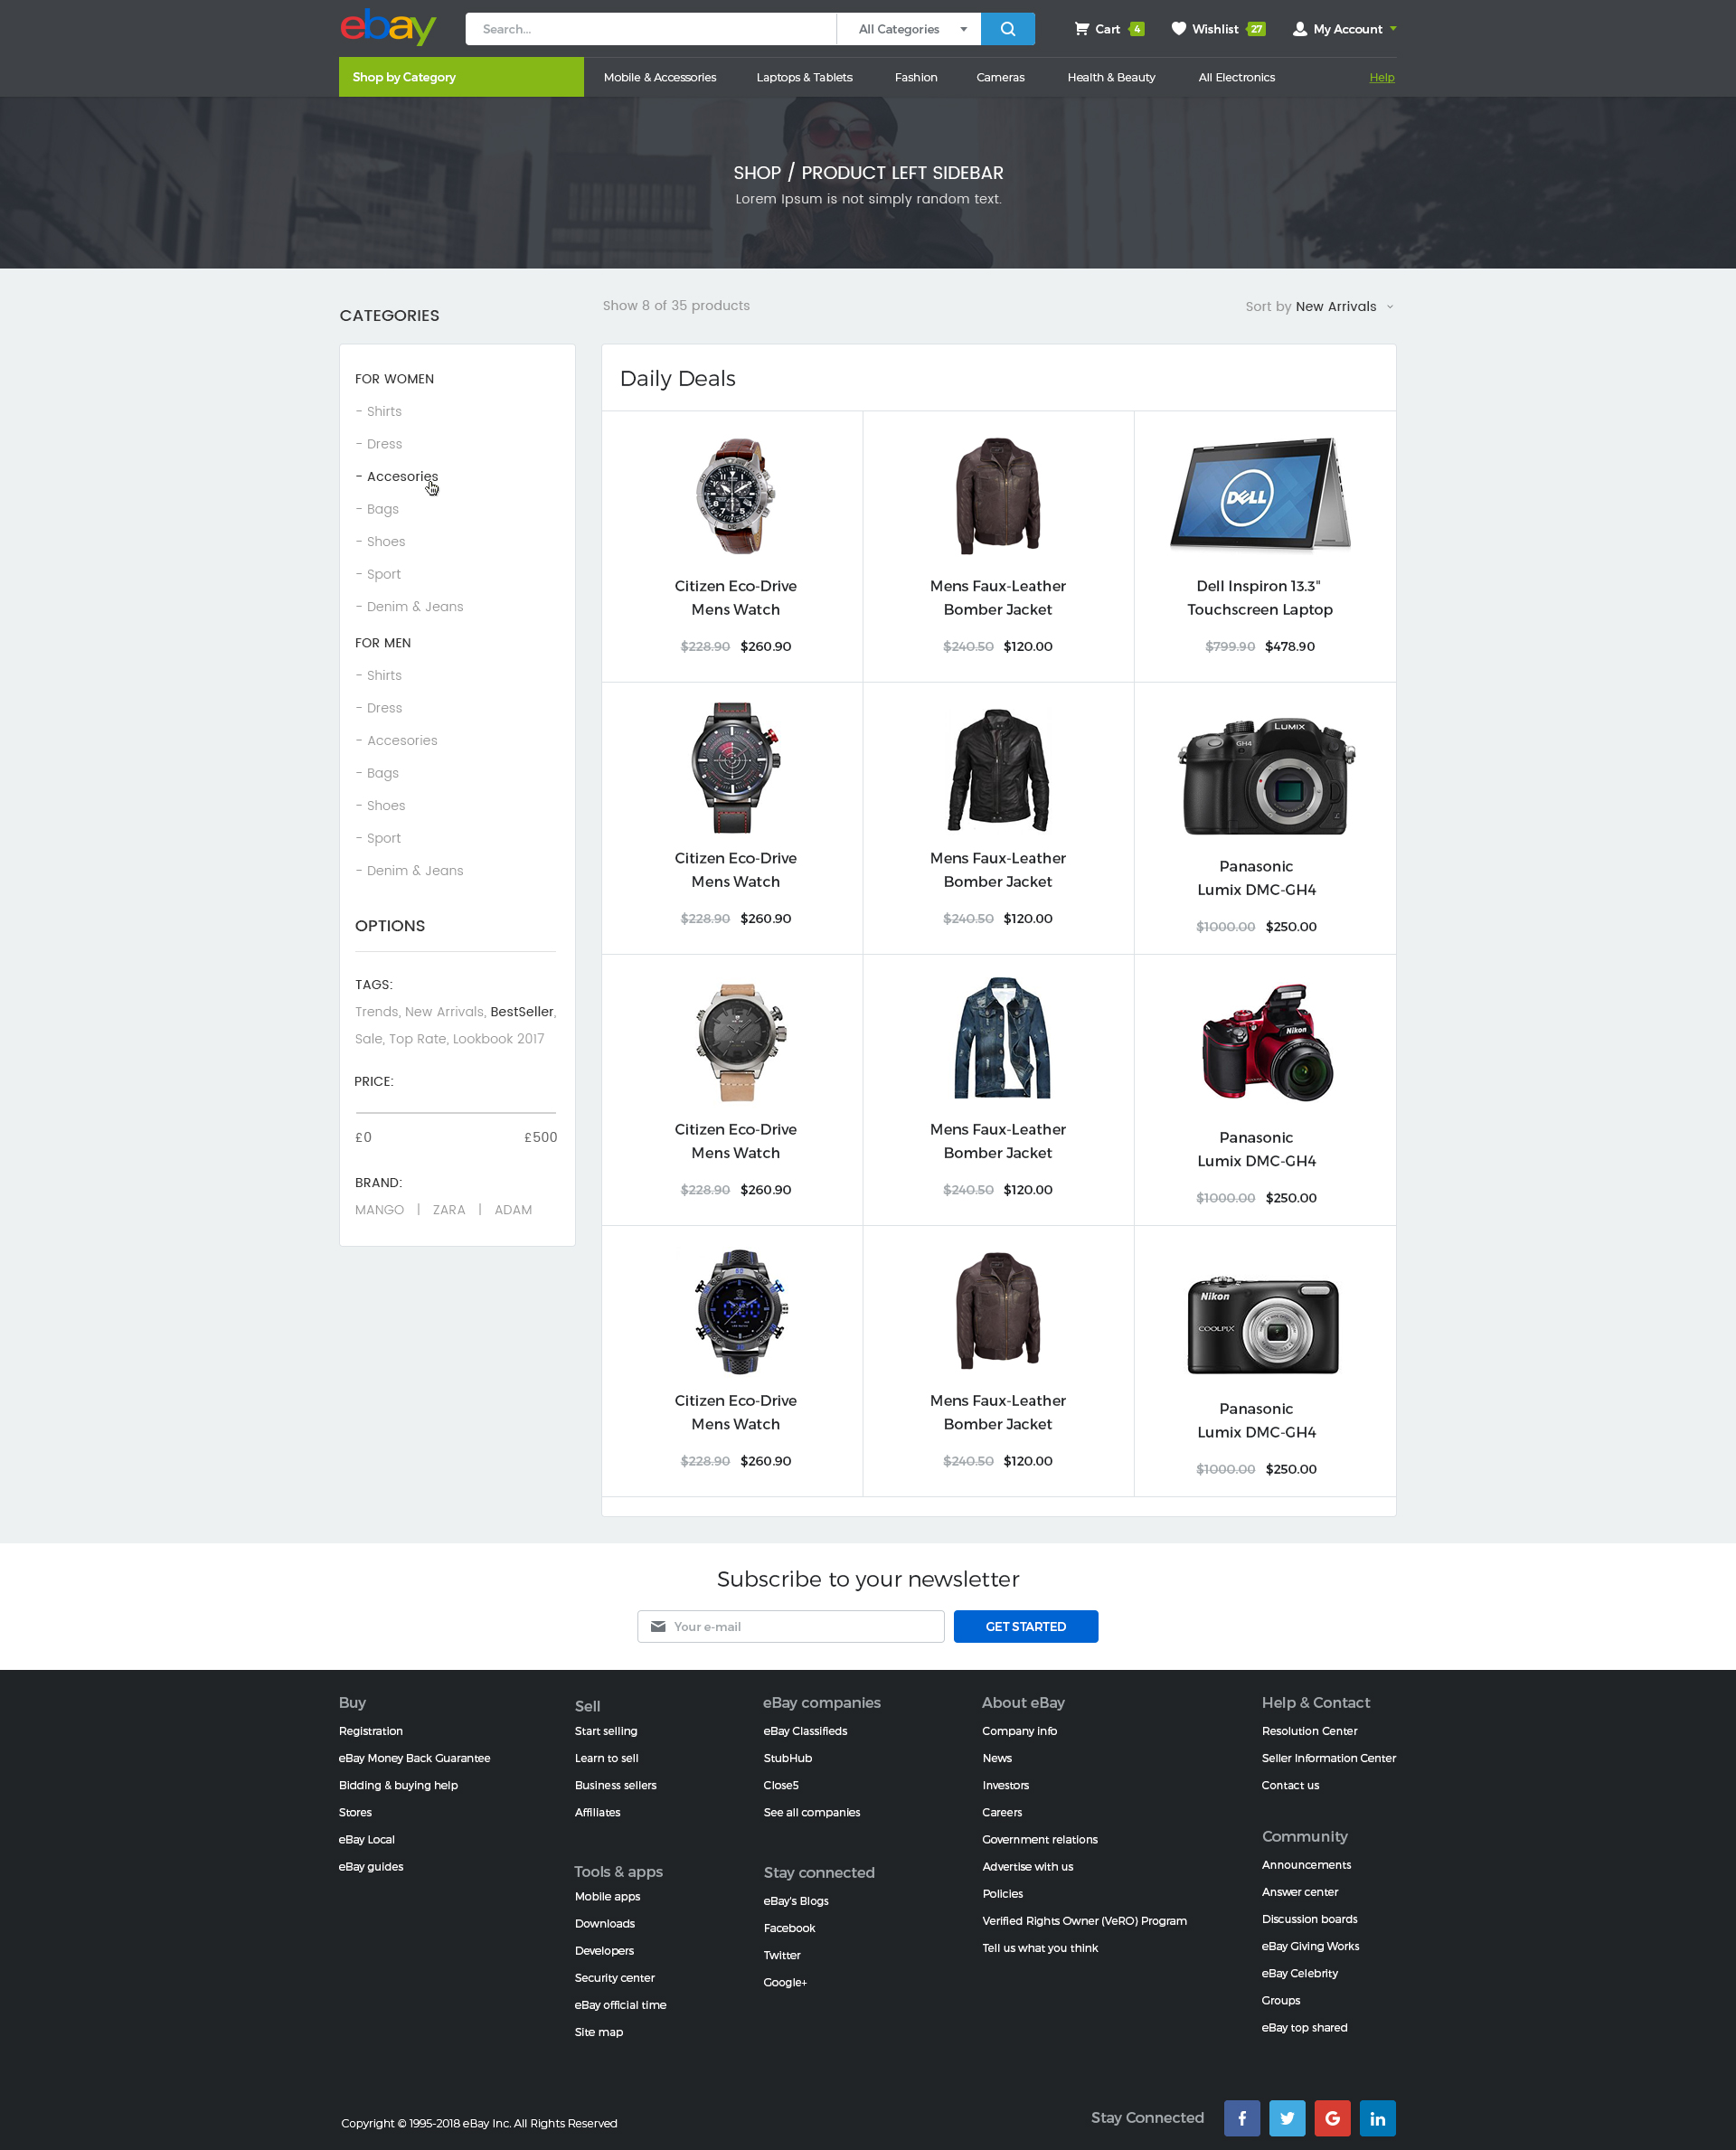 ebay
Search...
All Categories
Cart 4
Wishlist 27
My Account
Shop by Category
Mobile & Accessories
Laptops & Tablets
Fashion
Cameras
Health & Beauty
All Electronics
Help
SHOP / PRODUCT LEFT SIDEBAR
Lorem Ipsum is not simply random text.
CATEGORIES
FOR WOMEN
- Shirts
- Dress
- Accesories
- Bags
- Shoes
- Sport
- Denim & Jeans
FOR MEN
- Shirts
- Dress
- Accesories
- Bags
- Shoes
- Sport
- Denim & Jeans
OPTIONS
TAGS:
Trends, New Arrivals, BestSeller,
Sale, Top Rate, Lookbook 2017
PRICE:
£0 £500
BRAND:
MANGO | ZARA | ADAM
Show 8 of 35 products
Sort by New Arrivals
Daily Deals
Citizen Eco-Drive
Mens Watch
$228.90 $260.90
Mens Faux-Leather
Bomber Jacket
$240.50 $120.00
DELL
Dell Inspiron 13.3"
Touchscreen Laptop
$799.90 $478.90
Citizen Eco-Drive
Mens Watch
$228.90 $260.90
Mens Faux-Leather
Bomber Jacket
$240.50 $120.00
LUMIX
GH4
Panasonic
Lumix DMC-GH4
$1000.00 $250.00
Citizen Eco-Drive
Mens Watch
$228.90 $260.90
Mens Faux-Leather
Bomber Jacket
$240.50 $120.00
Nikon
Panasonic
Lumix DMC-GH4
$1000.00 $250.00
Citizen Eco-Drive
Mens Watch
$228.90 $260.90
Mens Faux-Leather
Bomber Jacket
$240.50 $120.00
Nikon
COOLPIX
Panasonic
Lumix DMC-GH4
$1000.00 $250.00
Subscribe to your newsletter
Your e-mail
GET STARTED
Buy
Registration
eBay Money Back Guarantee
Bidding & buying help
Stores
eBay Local
eBay guides
Sell
Start selling
Learn to sell
Business sellers
Affiliates
Tools & apps
Mobile apps
Downloads
Developers
Security center
eBay official time
Site map
eBay companies
eBay Classifieds
StubHub
Close5
See all companies
Stay connected
eBay's Blogs
Facebook
Twitter
Google+
About eBay
Company info
News
Investors
Careers
Government relations
Advertise with us
Policies
Verified Rights Owner (VeRO) Program
Tell us what you think
Help & Contact
Resolution Center
Seller Information Center
Contact us
Community
Announcements
Answer center
Discussion boards
eBay Giving Works
eBay Celebrity
Groups
eBay top shared
Copyright © 1995-2018 eBay Inc. All Rights Reserved
Stay Connected